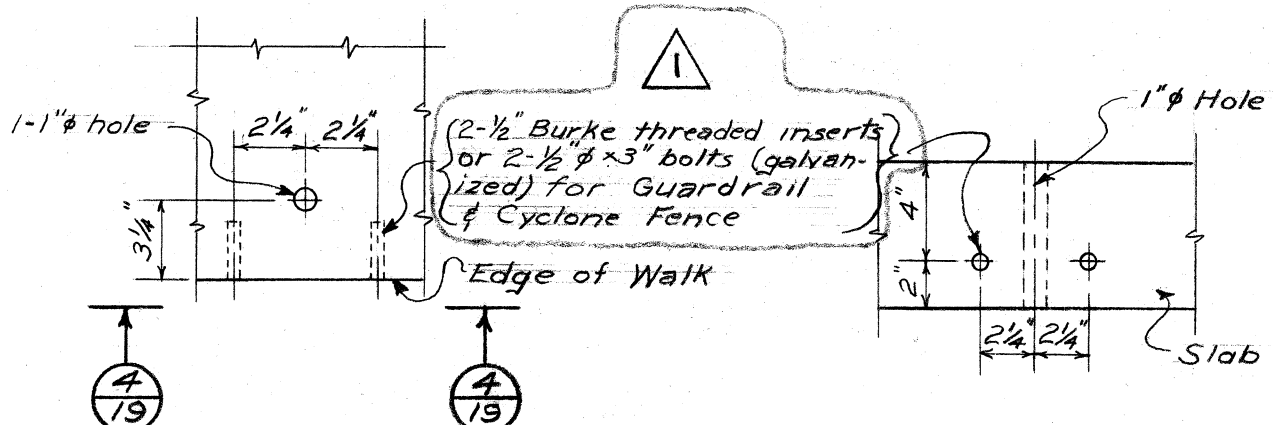 1
1-1"ϕ hole
2¼" 2¼"
3¼"
2-½" Burke threaded inserts
or 2-½"ϕ×3" bolts (galvan-
ized) for Guardrail
& Cyclone Fence
Edge of Walk
4
19
4
19
1"ϕ Hole
4"
2"
2¼" 2¼"
Slab